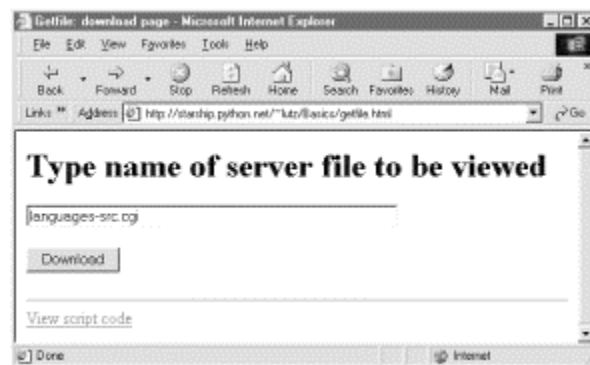 Getfile: download page - Microsoft Internet Explorer
File Edit View Favorites Tools Help
Back Forward Stop Refresh Home Search Favorites History Mail Print
Links » Address http://starship.python.net/~lutz/Basics/getfile.html Go
Type name of server file to be viewed
languages-src.cgi
Download
View script code
Done Internet